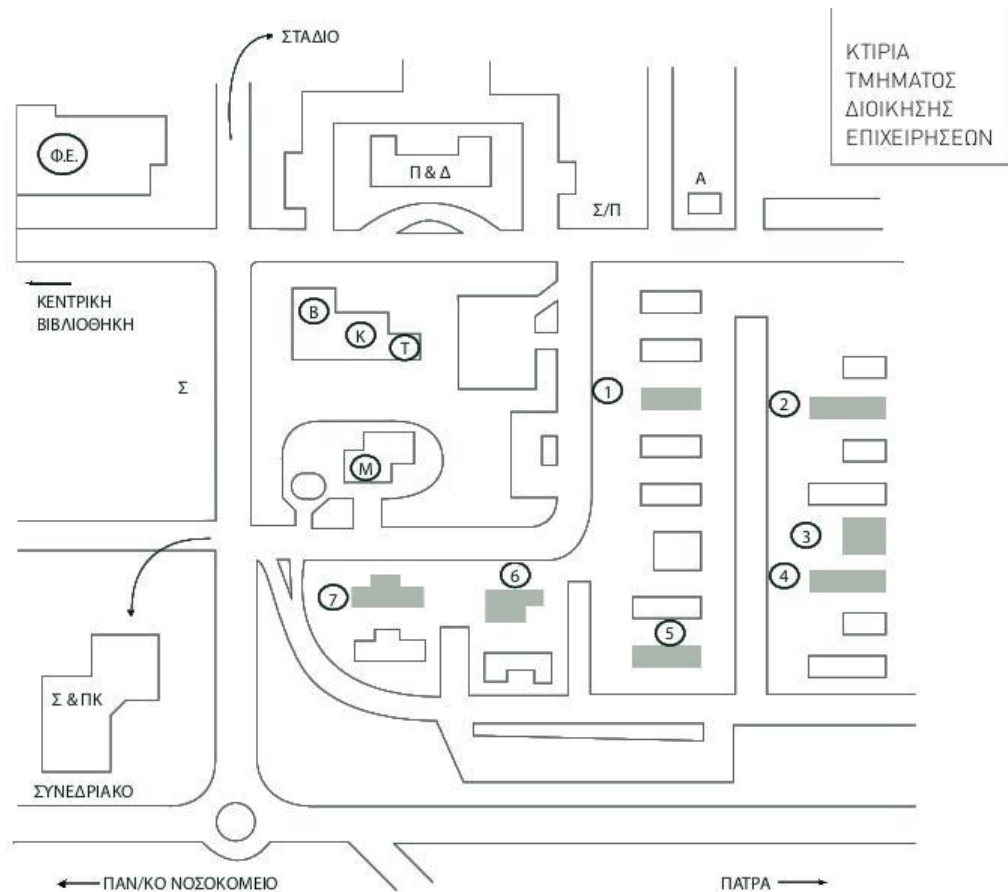 ΣΤΑΔΙΟ
ΚΤΙΡΙΑ
ΤΜΗΜΑΤΟΣ
ΔΙΟΙΚΗΣΗΣ
ΕΠΙΧΕΙΡΗΣΕΩΝ
Φ.Ε.
Π & Δ
Σ/Π
Α
ΚΕΝΤΡΙΚΗ
ΒΙΒΛΙΟΘΗΚΗ
Β
Κ
Τ
Σ
1
2
Μ
3
4
6
7
5
Σ & ΠΚ
ΣΥΝΕΔΡΙΑΚΟ
ΠΑΝ/ΚΟ ΝΟΣΟΚΟΜΕΙΟ
ΠΑΤΡΑ